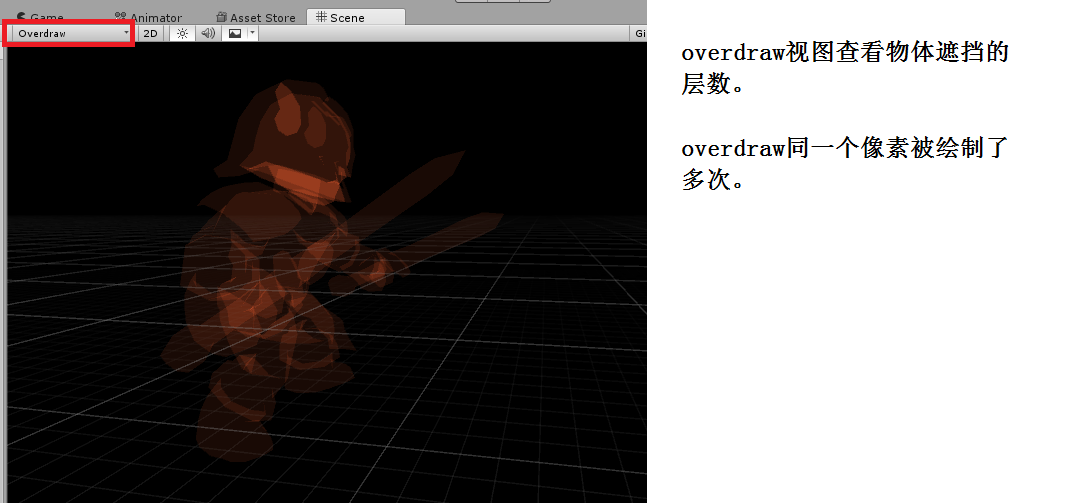 Game
Animator
Asset Store
Scene
Overdraw
2D
Gi
overdraw视图查看物体遮挡的
层数。
overdraw同一个像素被绘制了
多次。